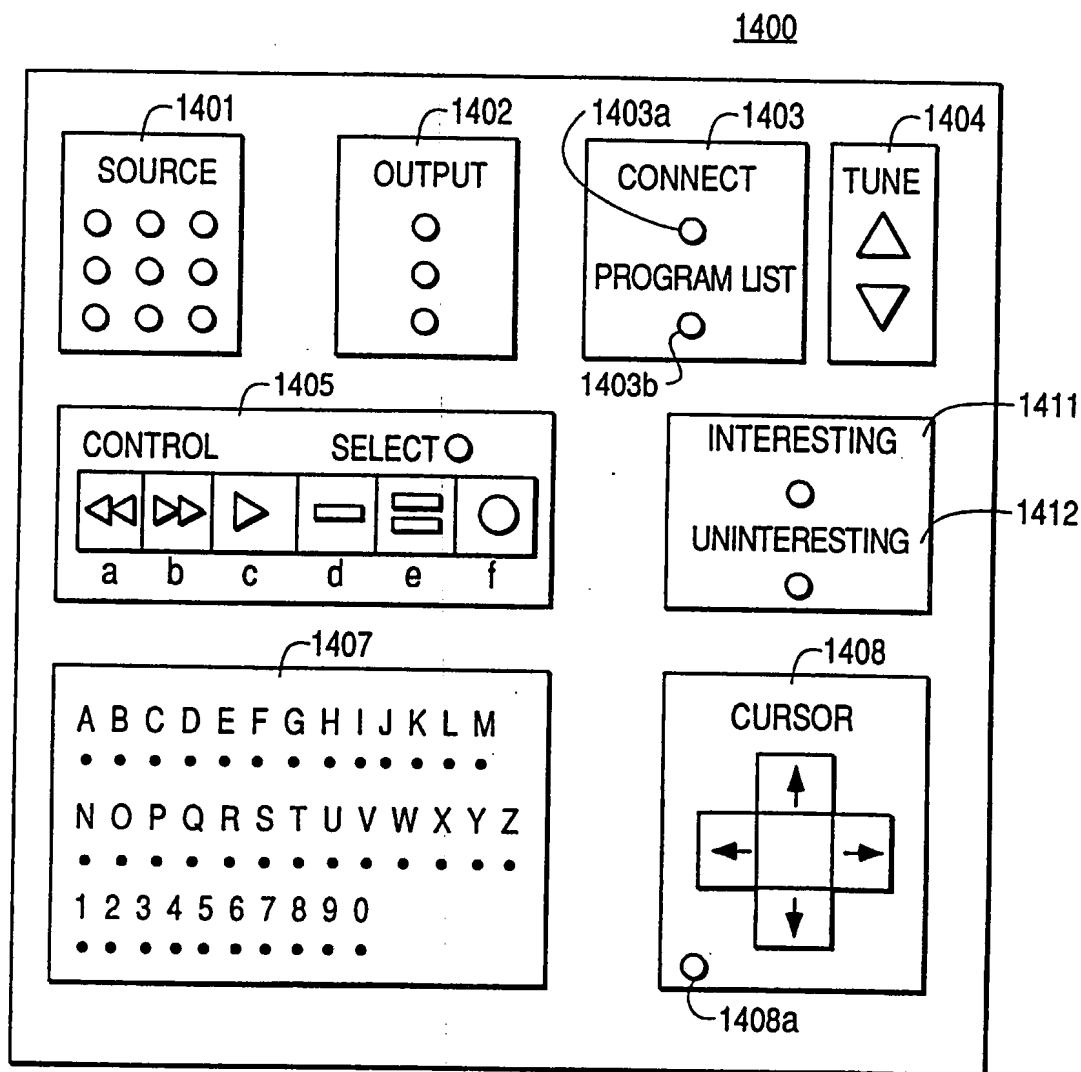 1400
1401
1402
1403a
1403
1404
SOURCE
OUTPUT
CONNECT
TUNE
PROGRAM LIST
1403b
1405
CONTROL SELECT
a b c d e f
1411
INTERESTING
1412
UNINTERESTING
1407
A B C D E F G H I J K L M
N O P Q R S T U V W X Y Z
1 2 3 4 5 6 7 8 9 0
1408
CURSOR
1408a